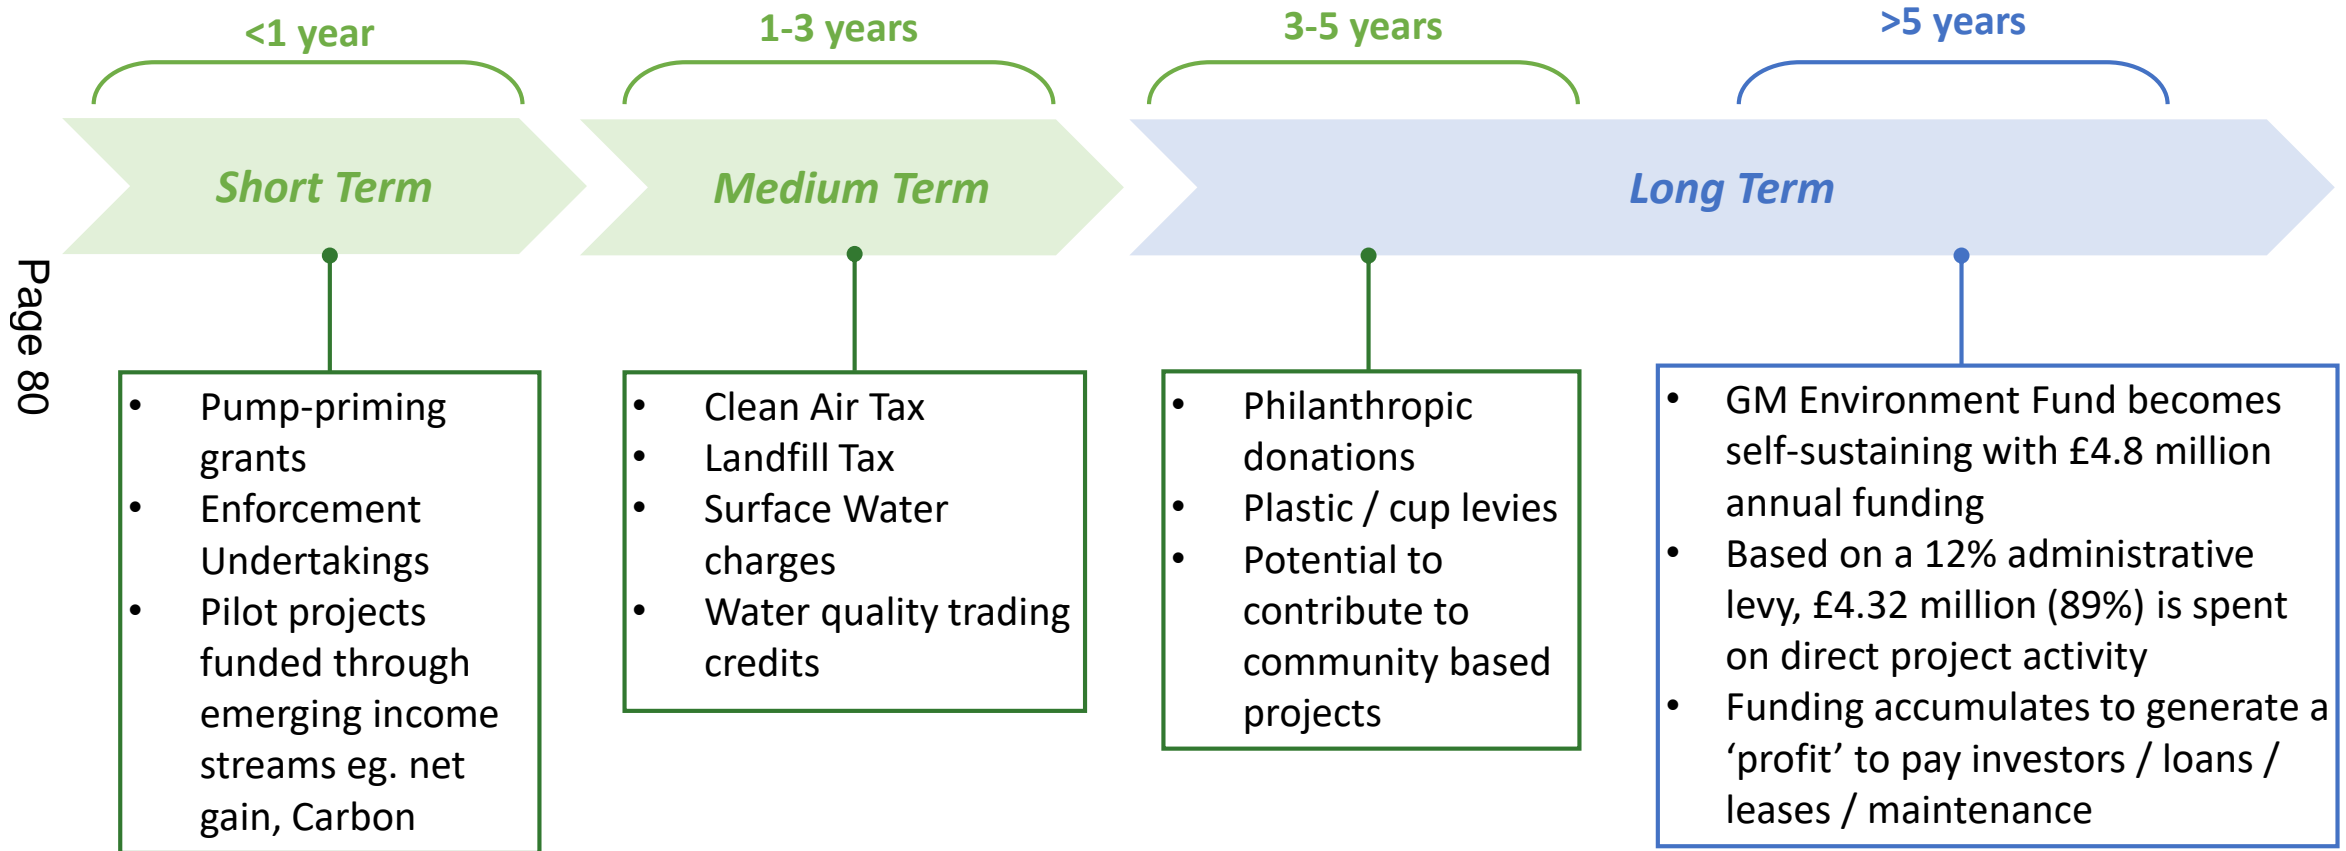 <1 year
1-3 years
3-5 years
>5 years
Short Term
Medium Term
Long Term
Page 80
• Pump-priming
grants
• Enforcement
Undertakings
• Pilot projects
funded through
emerging income
streams eg. net
gain, Carbon
• Clean Air Tax
• Landfill Tax
• Surface Water
charges
• Water quality trading
credits
• Philanthropic
donations
• Plastic / cup levies
• Potential to
contribute to
community based
projects
• GM Environment Fund becomes
self-sustaining with £4.8 million
annual funding
• Based on a 12% administrative
levy, £4.32 million (89%) is spent
on direct project activity
• Funding accumulates to generate a
‘profit’ to pay investors / loans /
leases / maintenance